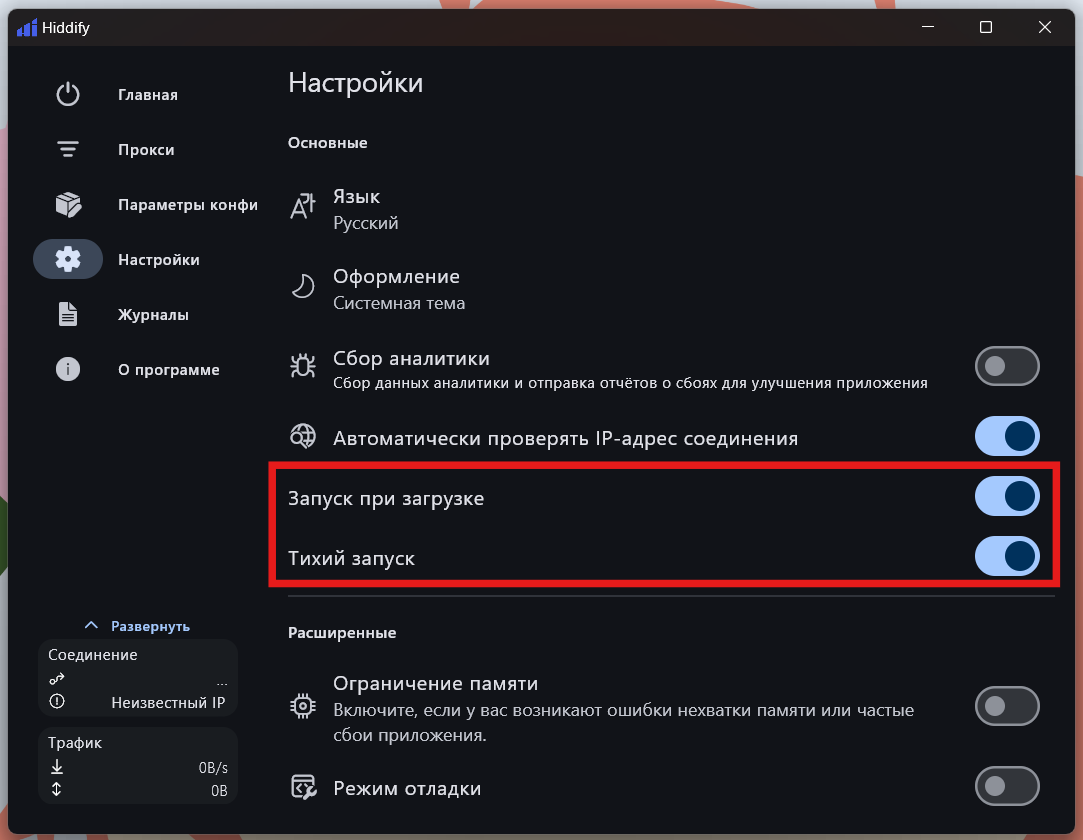 Hiddify
Главная
Прокси
Параметры конфи
Настройки
Журналы
О программе
Развернуть
Соединение
...
Неизвестный IP
Трафик
0B/s
0B
Настройки
Основные
Язык
Русский
Оформление
Системная тема
Сбор аналитики
Сбор данных аналитики и отправка отчётов о сбоях для улучшения приложения
Автоматически проверять IP-адрес соединения
Запуск при загрузке
Тихий запуск
Расширенные
Ограничение памяти
Включите, если у вас возникают ошибки нехватки памяти или частые
сбои приложения.
Режим отладки